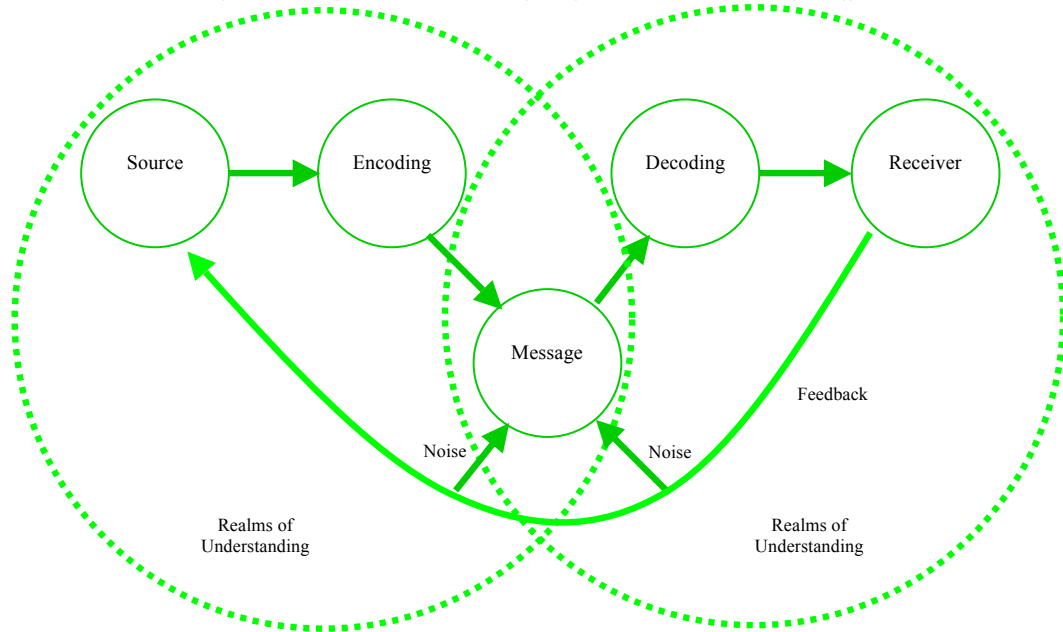 Source
Encoding
Decoding
Receiver
Message
Feedback
Noise
Noise
Realms of
Understanding
Realms of
Understanding